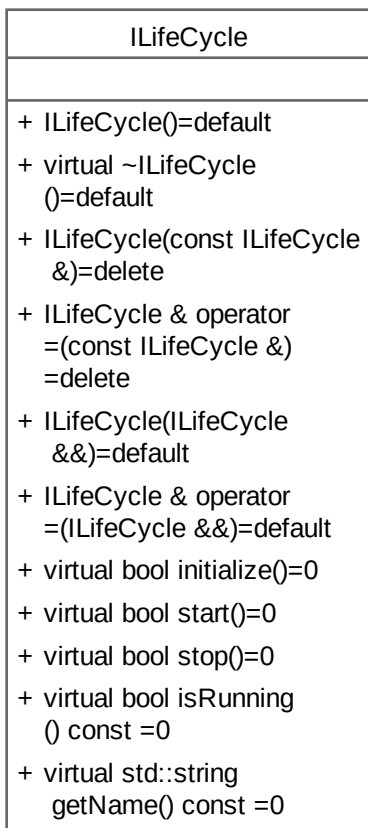 ILifeCycle
+ ILifeCycle()=default
+ virtual ~ILifeCycle
()=default
+ ILifeCycle(const ILifeCycle
&)=delete
+ ILifeCycle & operator
=(const ILifeCycle &)
=delete
+ ILifeCycle(ILifeCycle
&&)=default
+ ILifeCycle & operator
=(ILifeCycle &&)=default
+ virtual bool initialize()=0
+ virtual bool start()=0
+ virtual bool stop()=0
+ virtual bool isRunning
() const =0
+ virtual std::string
getName() const =0